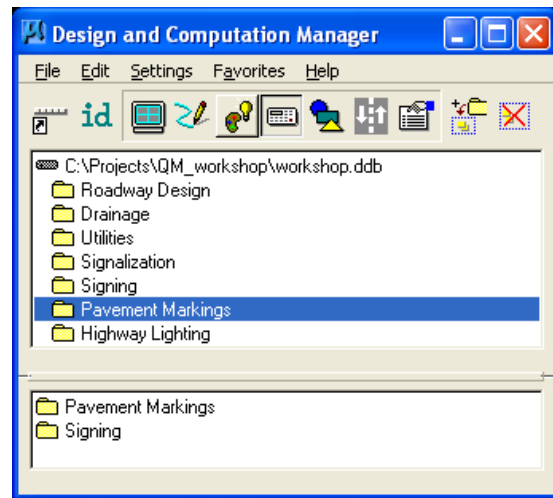 Design and Computation Manager
File Edit Settings Favorites Help
id
C:\Projects\QM_workshop\workshop.ddb
Roadway Design
Drainage
Utilities
Signalization
Signing
Pavement Markings
Highway Lighting
Pavement Markings
Signing